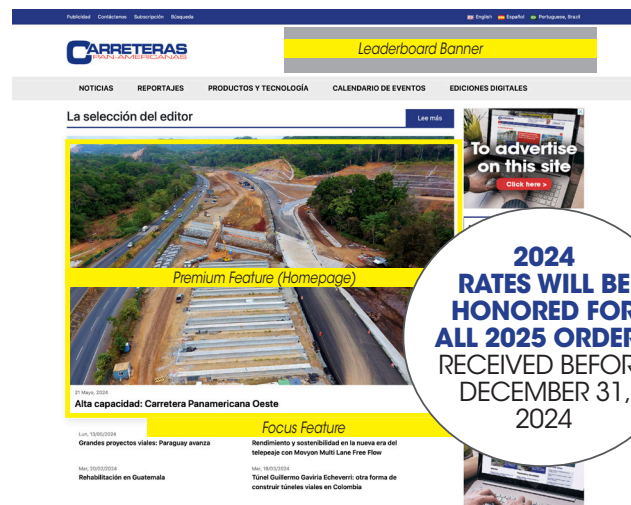 Publicidad Contáctenos Subscripción Búsqueda
English Español Portuguese, Brazil
CARRETERAS
PAN-AMERICANAS
Leaderboard Banner
NOTICIAS REPORTAJES PRODUCTOS Y TECNOLOGÍA CALENDARIO DE EVENTOS EDICIONES DIGITALES
La selección del editor
Lee más
To advertise
on this site
Click here >
Premium Feature (Homepage)
2024
RATES WILL BE
HONORED FOR
ALL 2025 ORDER
RECEIVED BEFOR
DECEMBER 31,
2024
21 Mayo, 2024
Alta capacidad: Carretera Panamericana Oeste
Focus Feature
Lun, 13/05/2024
Grandes proyectos viales: Paraguay avanza
Rendimiento y sostenibilidad en la nueva era del
telepeaje con Movyon Multi Lane Free Flow
Mar, 20/02/2024
Rehabilitación en Guatemala
Mar, 19/03/2024
Túnel Guillermo Gaviria Echeverri: otra forma de
construir túneles viales en Colombia